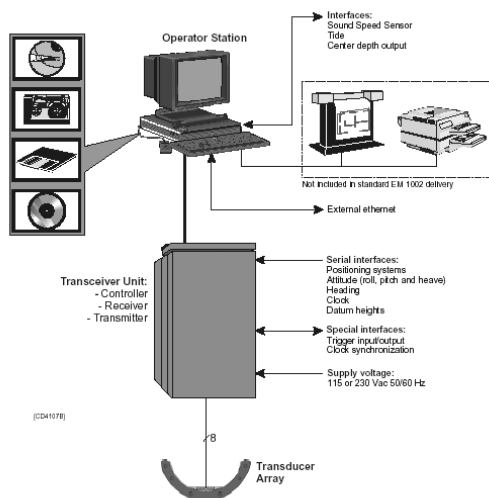 Operator Station
Interfaces:
Sound Speed Sensor
Tide
Center depth output
Not included in standard EM 1002 delivery
External ethernet
Transceiver Unit:
- Controller
- Receiver
- Transmitter
Serial interfaces:
Positioning systems
Attitude (roll, pitch and heave)
Heading
Clock
Datum heights
Special interfaces:
Trigger input/output
Clock synchronization
Supply voltage:
115 or 230 Vac 50/60 Hz
[CD4107B]
8
Transducer
Array